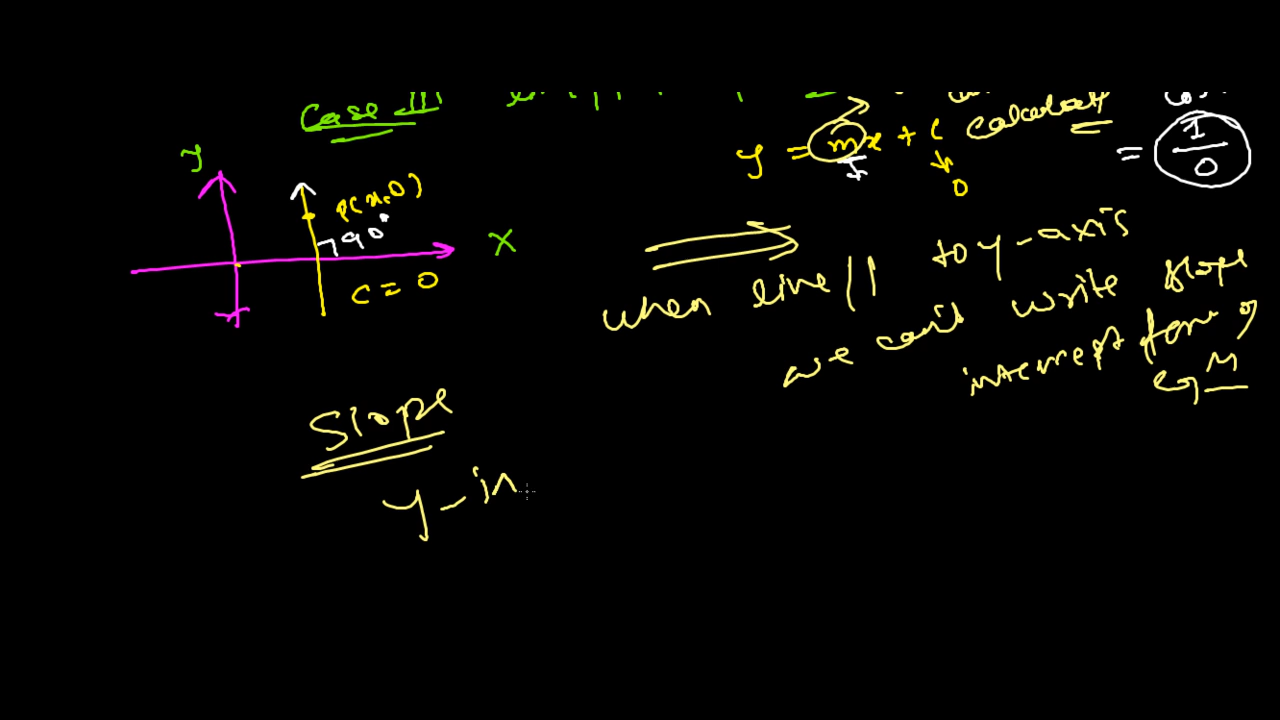 Case III
y
X
P(x,0)
90°
C = 0
y = mx + c
0
calculate
= 1/0
when line || to y-axis
we can't write slope
intercept form of
eqn
Slope
y-in